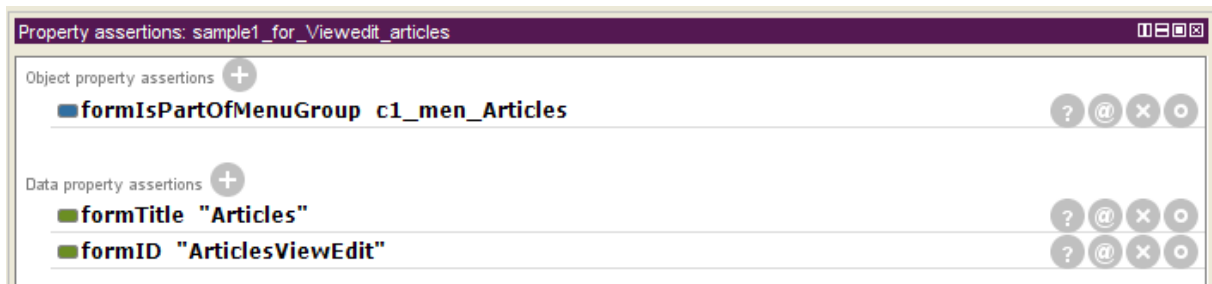 Property assertions: sample1_for_Viewedit_articles
Object property assertions
formIsPartOfMenuGroup c1_men_Articles
Data property assertions
formTitle "Articles"
formID "ArticlesViewEdit"